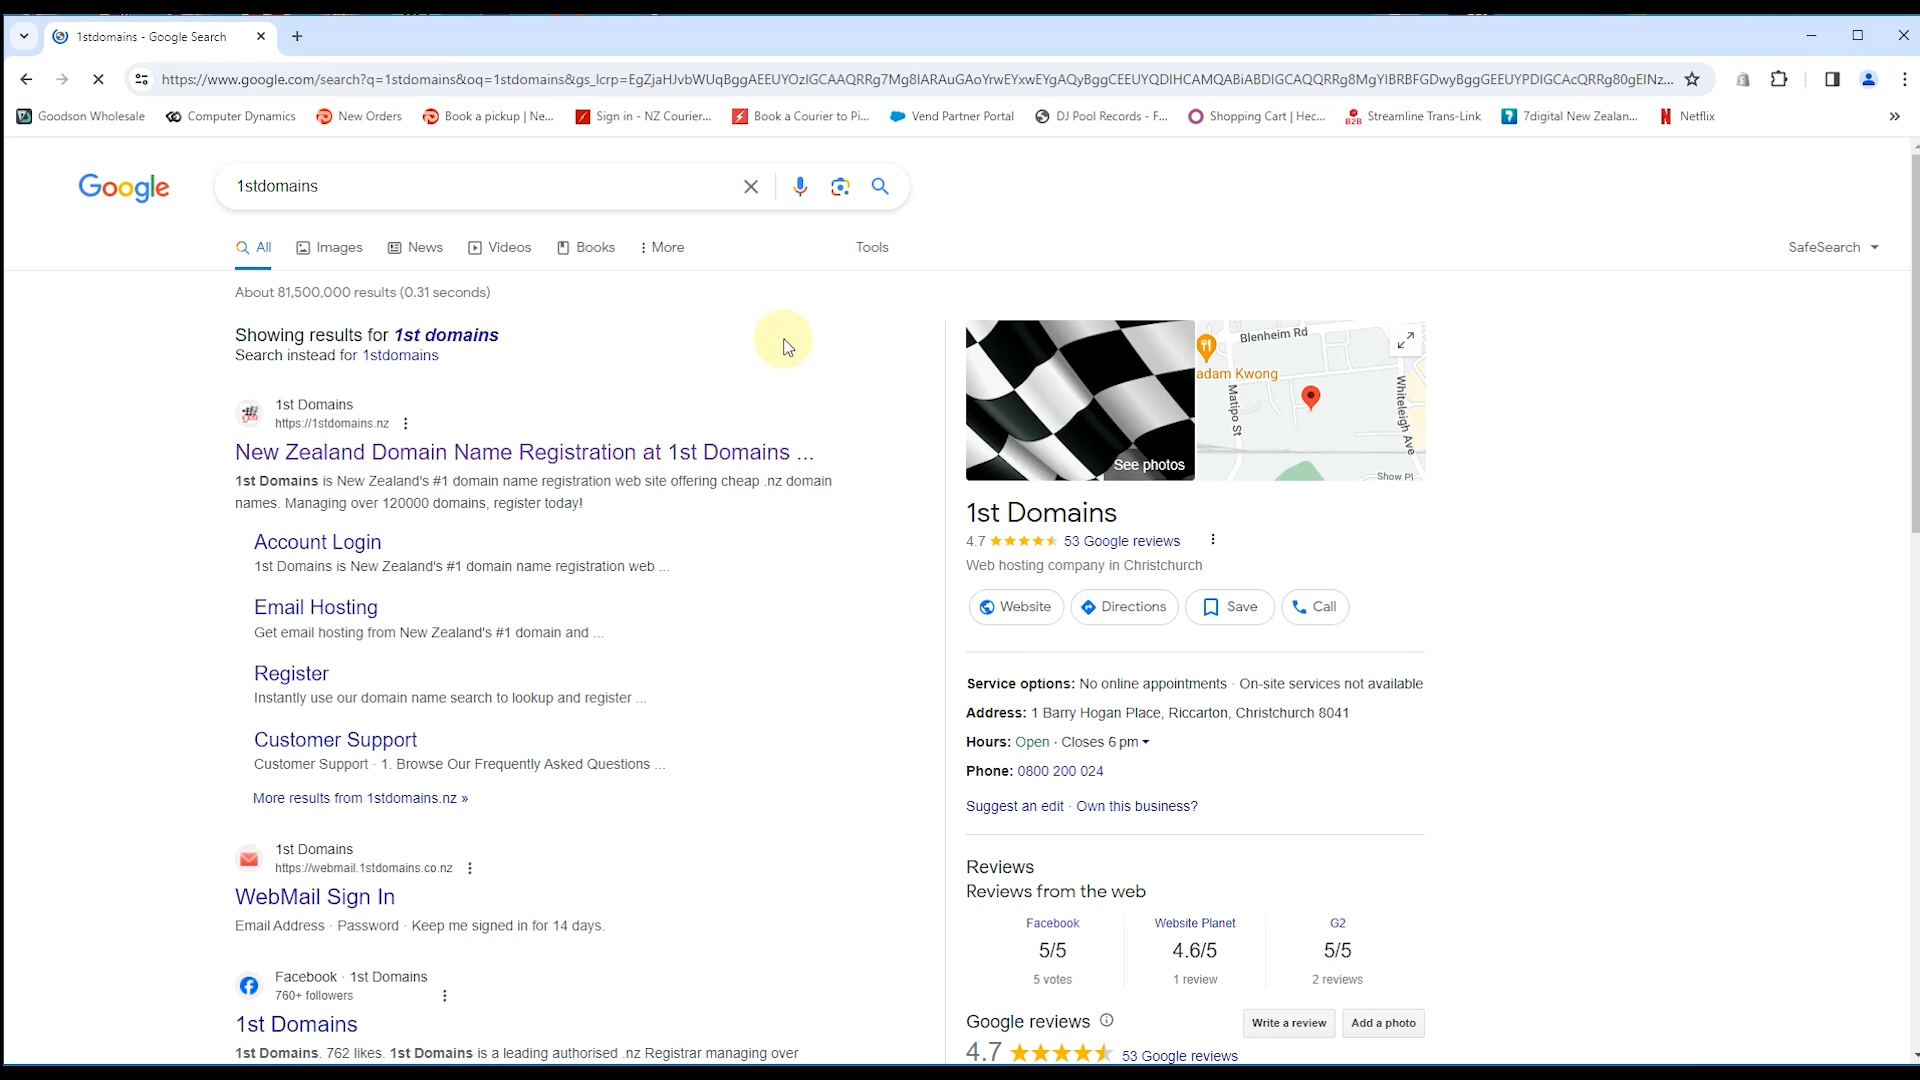 1stdomains - Google Search
https://www.google.com/search?q=1stdomains&oq=1stdomains&gs_lcrp=EgZjaHJvbWUqBggAEEUYOzIGCAAQRRg7Mg8IARAuGAoYrwEYxwEYgAQyBggCEEUYQDIHCAMQABiABDIGCAQQRRg8MgYIBRBFGDwyBggGEEUYPDIGCAcQRRg80gEINz...
Goodson Wholesale
Computer Dynamics
New Orders
Book a pickup | Ne...
Sign in - NZ Courier...
Book a Courier to Pi...
Vend Partner Portal
DJ Pool Records - F...
Shopping Cart | Hec...
B2B
Streamline Trans-Link
7digital New Zealan...
Netflix
Google
1stdomains
All
Images
News
Videos
Books
More
Tools
SafeSearch
About 81,500,000 results (0.31 seconds)
Showing results for 1st domains
Search instead for 1stdomains
1st Domains
https://1stdomains.nz
New Zealand Domain Name Registration at 1st Domains ...
1st Domains is New Zealand's #1 domain name registration web site offering cheap .nz domain
names. Managing over 120000 domains, register today!
Account Login
1st Domains is New Zealand's #1 domain name registration web ...
Email Hosting
Get email hosting from New Zealand's #1 domain and ...
Register
Instantly use our domain name search to lookup and register ...
Customer Support
Customer Support · 1. Browse Our Frequently Asked Questions ...
More results from 1stdomains.nz »
1st Domains
https://webmail.1stdomains.co.nz
WebMail Sign In
Email Address · Password · Keep me signed in for 14 days.
Facebook · 1st Domains
760+ followers
1st Domains
1st Domains. 762 likes. 1st Domains is a leading authorised .nz Registrar managing over
See photos
Blenheim Rd
adam Kwong
Matipo St
Whiteleigh Ave
Show Pl
1st Domains
4.7 53 Google reviews
Web hosting company in Christchurch
Website
Directions
Save
Call
Service options: No online appointments · On-site services not available
Address: 1 Barry Hogan Place, Riccarton, Christchurch 8041
Hours: Open · Closes 6 pm
Phone: 0800 200 024
Suggest an edit · Own this business?
Reviews
Reviews from the web
Facebook
5/5
5 votes
Website Planet
4.6/5
1 review
G2
5/5
2 reviews
Google reviews
Write a review
Add a photo
4.7 53 Google reviews